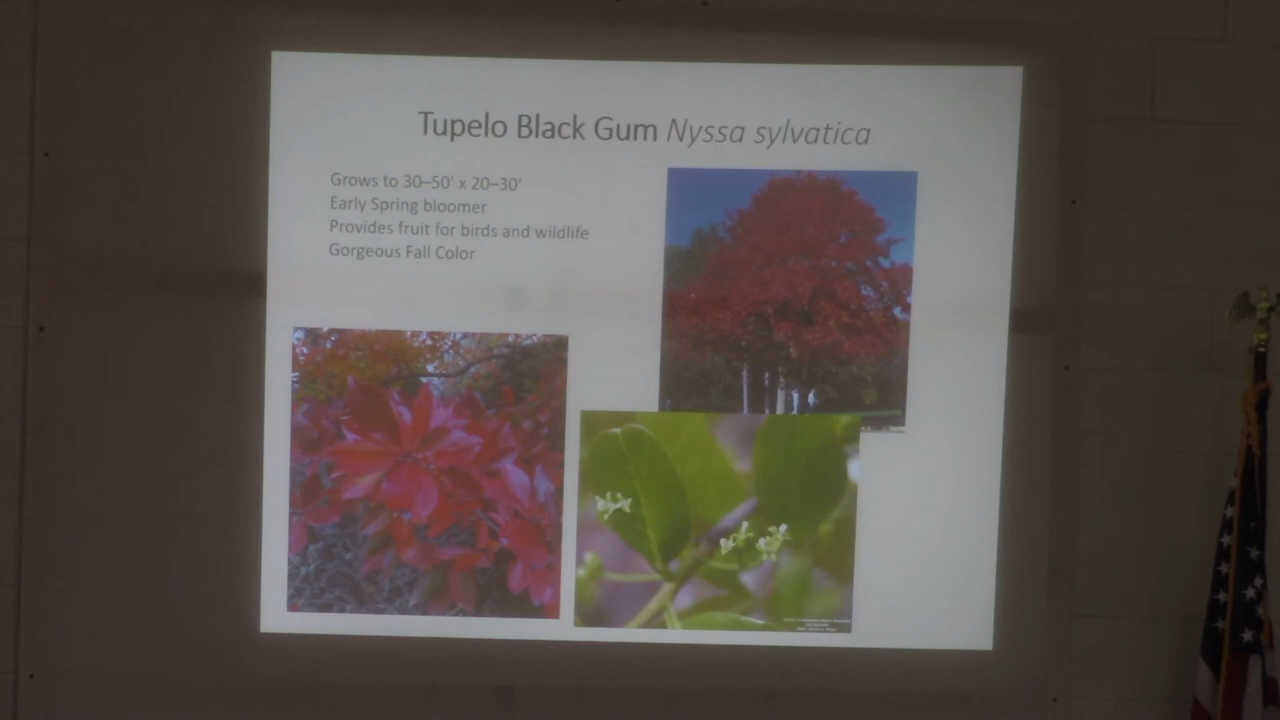 Tupelo Black Gum Nyssa sylvatica
Grows to 30–50' x 20–30'
Early Spring bloomer
Provides fruit for birds and wildlife
Gorgeous Fall Color